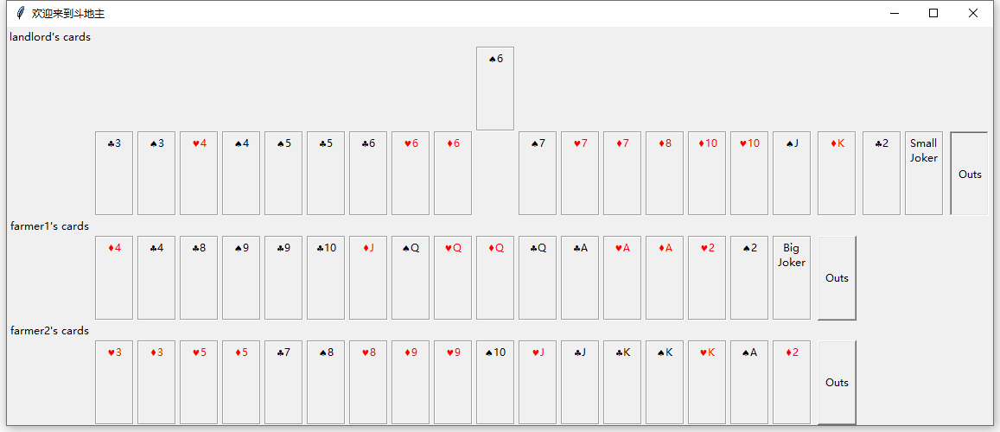 欢迎来到斗地主
landlord's cards
♠6
♣3 ♠3 ♥4 ♠4 ♠5 ♣5 ♣6 ♥6 ♦6 ♠7 ♥7 ♦7 ♦8 ♦10 ♥10 ♠J ♦K ♣2 Small Joker Outs
farmer1's cards
♦4 ♣4 ♣8 ♠9 ♣9 ♣10 ♦J ♠Q ♥Q ♦Q ♣Q ♣A ♥A ♦A ♥2 ♠2 Big Joker Outs
farmer2's cards
♥3 ♦3 ♥5 ♦5 ♣7 ♠8 ♥8 ♦9 ♥9 ♠10 ♥J ♣J ♣K ♠K ♥K ♠A ♦2 Outs